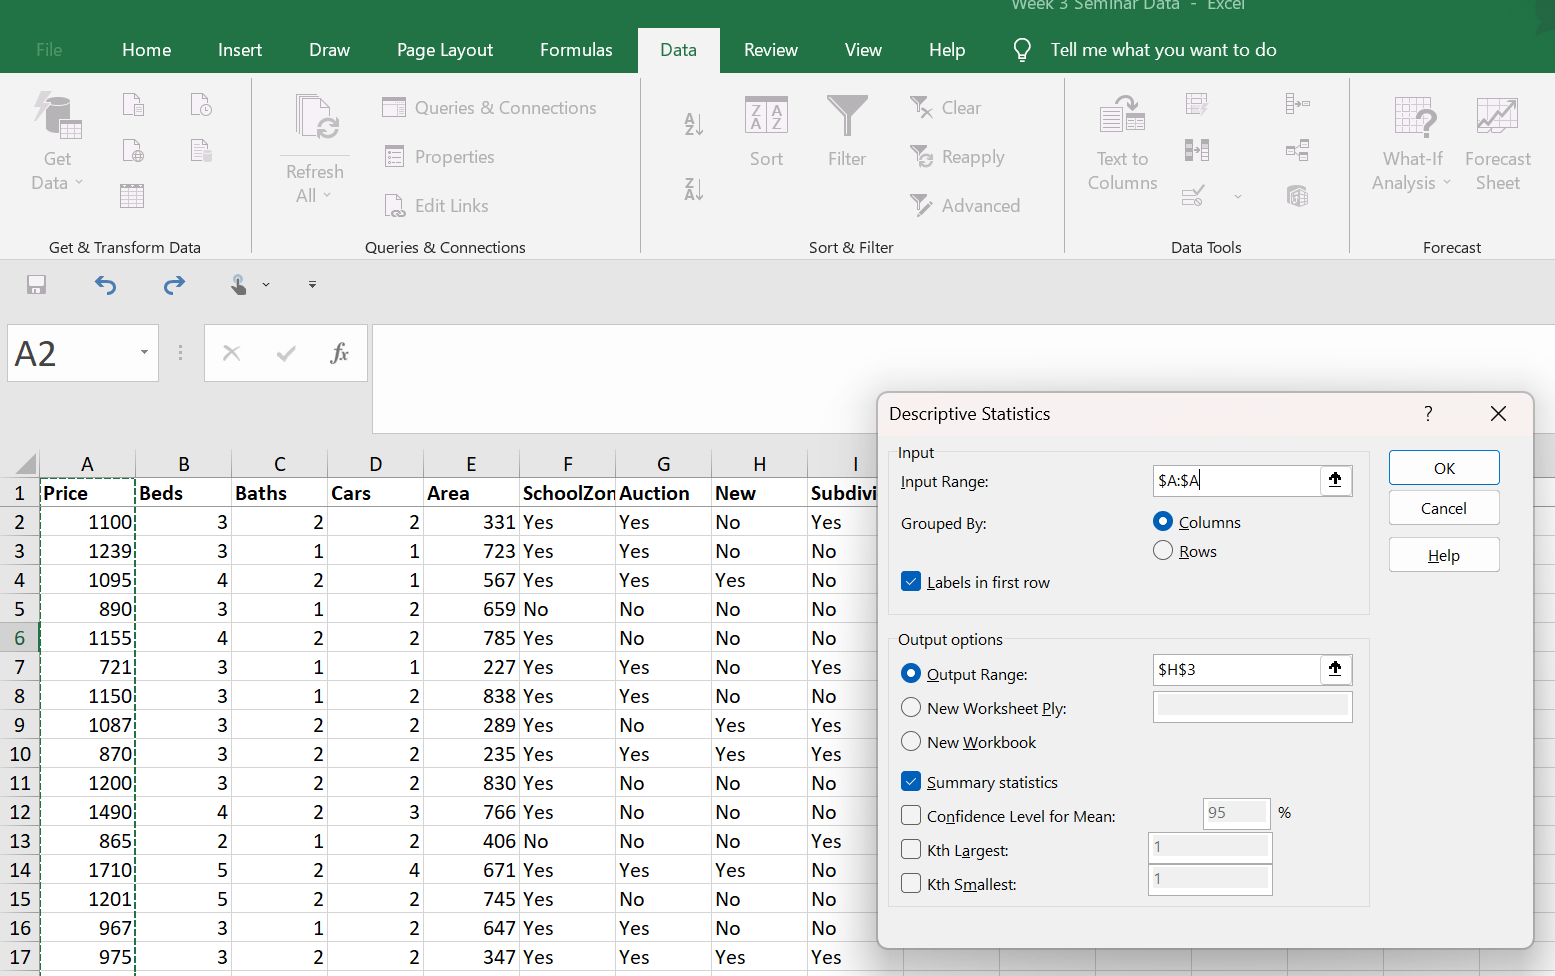 Week 3 Seminar Data - Excel
File Home Insert Draw Page Layout Formulas Data Review View Help Tell me what you want to do
Get Data
Refresh All
Queries & Connections
Properties
Edit Links
Sort
Filter
Clear
Reapply
Advanced
Text to Columns
What-If Analysis
Forecast Sheet
Get & Transform Data
Queries & Connections
Sort & Filter
Data Tools
Forecast
A2
fx
A B C D E F G H I
1 Price Beds Baths Cars Area SchoolZon Auction New Subdivi
2 1100 3 2 2 331 Yes Yes No Yes
3 1239 3 1 1 723 Yes Yes No No
4 1095 4 2 1 567 Yes Yes Yes No
5 890 3 1 2 659 No No No No
6 1155 4 2 2 785 Yes No No No
7 721 3 1 1 227 Yes Yes No Yes
8 1150 3 1 2 838 Yes Yes No No
9 1087 3 2 2 289 Yes No Yes Yes
10 870 3 2 2 235 Yes Yes Yes Yes
11 1200 3 2 2 830 Yes No No No
12 1490 4 2 3 766 Yes No No No
13 865 2 1 2 406 No No No Yes
14 1710 5 2 4 671 Yes Yes Yes No
15 1201 5 2 2 745 Yes No No No
16 967 3 1 2 647 Yes Yes No No
17 975 3 2 2 347 Yes Yes Yes Yes
Descriptive Statistics ?
Input
Input Range: $A:$A
Grouped By: Columns
Rows
Labels in first row
OK
Cancel
Help
Output options
Output Range: $H$3
New Worksheet Ply:
New Workbook
Summary statistics
Confidence Level for Mean: 95 %
Kth Largest: 1
Kth Smallest: 1